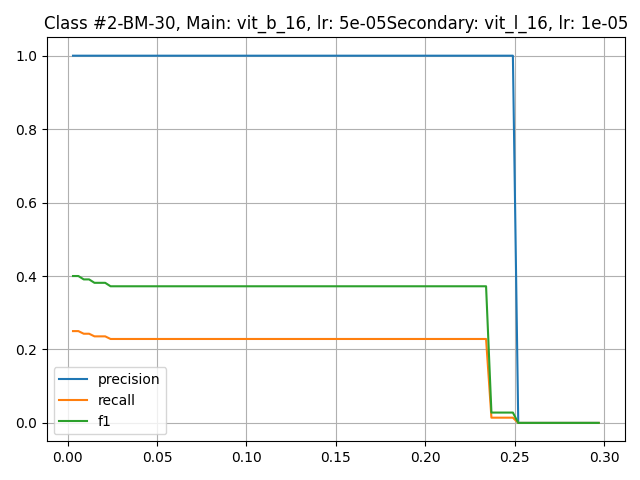 Class #2-BM-30, Main: vit_b_16, lr: 5e-05Secondary: vit_l_16, lr: 1e-05
1.0
0.8
0.6
0.4
0.2
0.0
precision
recall
f1
0.00 0.05 0.10 0.15 0.20 0.25 0.30